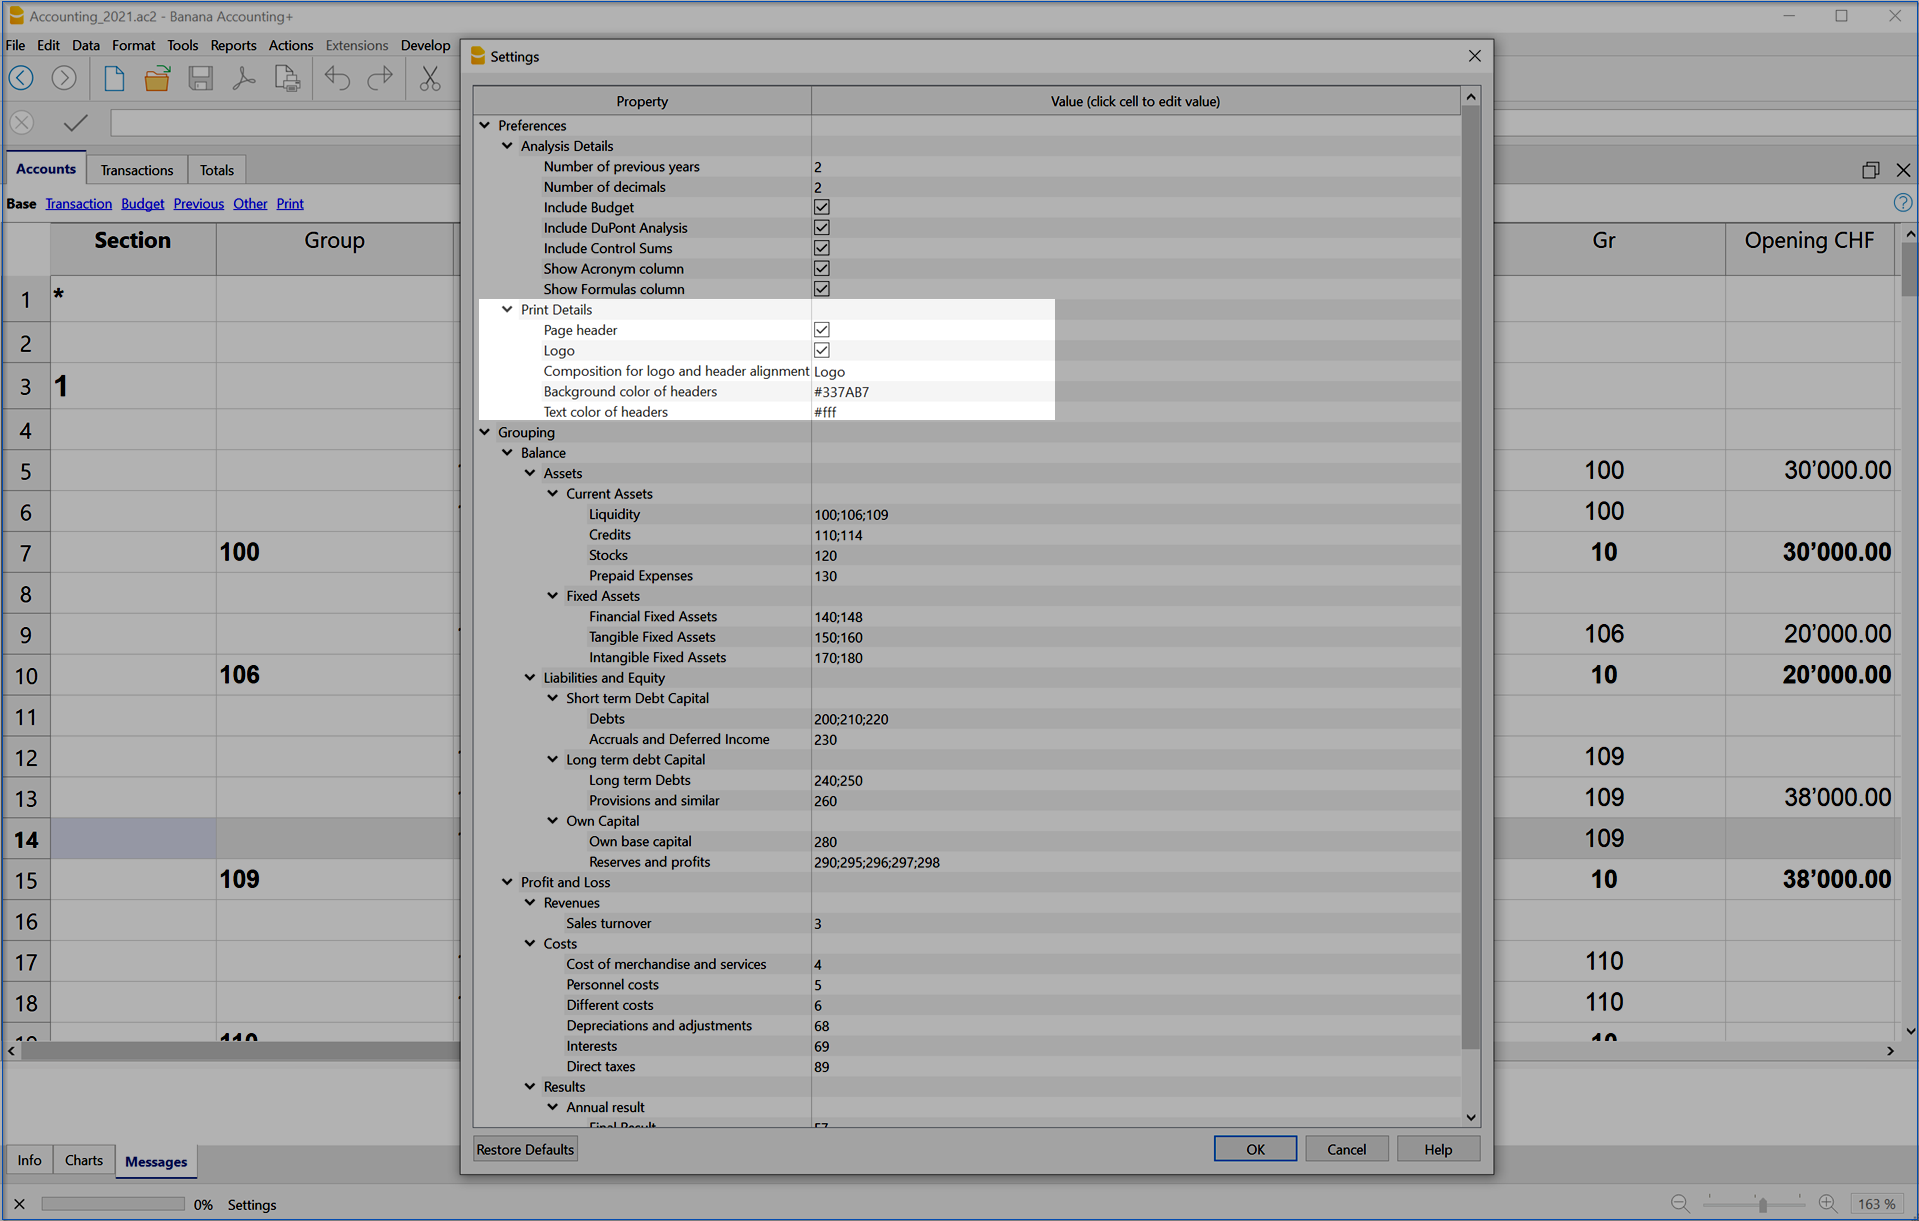 Accounting_2021.ac2 - Banana Accounting+
File Edit Data Format Tools Reports Actions Extensions Develop
Accounts Transactions Totals
Base Transaction Budget Previous Other Print
Section Group Gr Opening CHF
1 *
2
3 1
4
5 100 30’000.00
6 100
7 100 10 30’000.00
8
9 106 20’000.00
10 106 10 20’000.00
11
12 109
13 109 38’000.00
14 109
15 109 10 38’000.00
16
17 110
18 110
19 110 10
Settings
Property Value (click cell to edit value)
Preferences
Analysis Details
Number of previous years 2
Number of decimals 2
Include Budget
Include DuPont Analysis
Include Control Sums
Show Acronym column
Show Formulas column
Print Details
Page header
Logo
Composition for logo and header alignment Logo
Background color of headers #337AB7
Text color of headers #fff
Grouping
Balance
Assets
Current Assets
Liquidity 100;106;109
Credits 110;114
Stocks 120
Prepaid Expenses 130
Fixed Assets
Financial Fixed Assets 140;148
Tangible Fixed Assets 150;160
Intangible Fixed Assets 170;180
Liabilities and Equity
Short term Debt Capital
Debts 200;210;220
Accruals and Deferred Income 230
Long term debt Capital
Long term Debts 240;250
Provisions and similar 260
Own Capital
Own base capital 280
Reserves and profits 290;295;296;297;298
Profit and Loss
Revenues
Sales turnover 3
Costs
Cost of merchandise and services 4
Personnel costs 5
Different costs 6
Depreciations and adjustments 68
Interests 69
Direct taxes 89
Results
Annual result
Final Result
Restore Defaults OK Cancel Help
Info Charts Messages
0% Settings 163 %